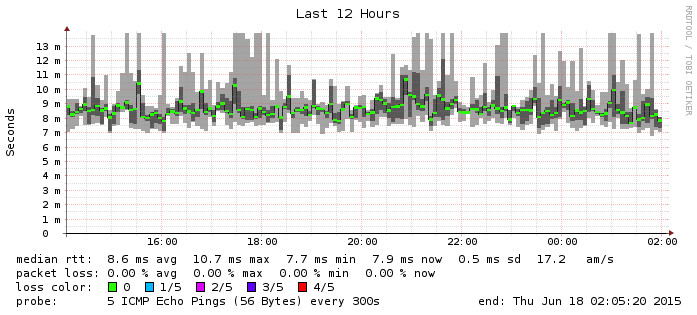 Last 12 Hours
RRDTOOL / TOBI OETIKER
Seconds
13 m
12 m
11 m
10 m
9 m
8 m
7 m
6 m
5 m
4 m
3 m
2 m
1 m
0
16:00 18:00 20:00 22:00 00:00 02:00
median rtt: 8.6 ms avg 10.7 ms max 7.7 ms min 7.9 ms now 0.5 ms sd 17.2 am/s
packet loss: 0.00 % avg 0.00 % max 0.00 % min 0.00 % now
loss color: 0 1/5 2/5 3/5 4/5
probe: 5 ICMP Echo Pings (56 Bytes) every 300s end: Thu Jun 18 02:05:20 2015